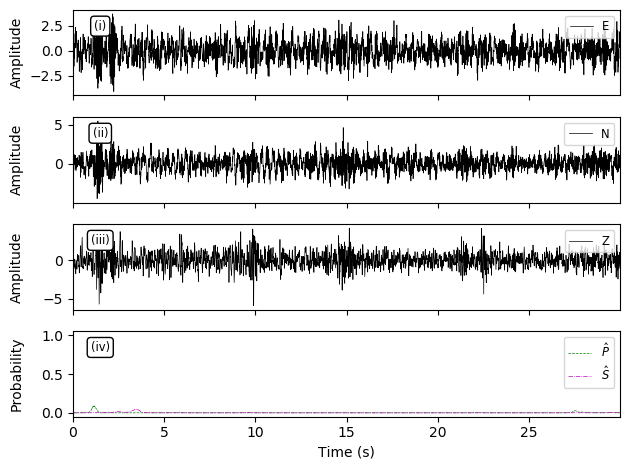 Amplitude
2.5
0.0
−2.5
(i)
E
Amplitude
5
0
(ii)
N
Amplitude
0
−5
(iii)
Z
Probability
1.0
0.5
0.0
(iv)
P̂
Ŝ
0 5 10 15 20 25
Time (s)